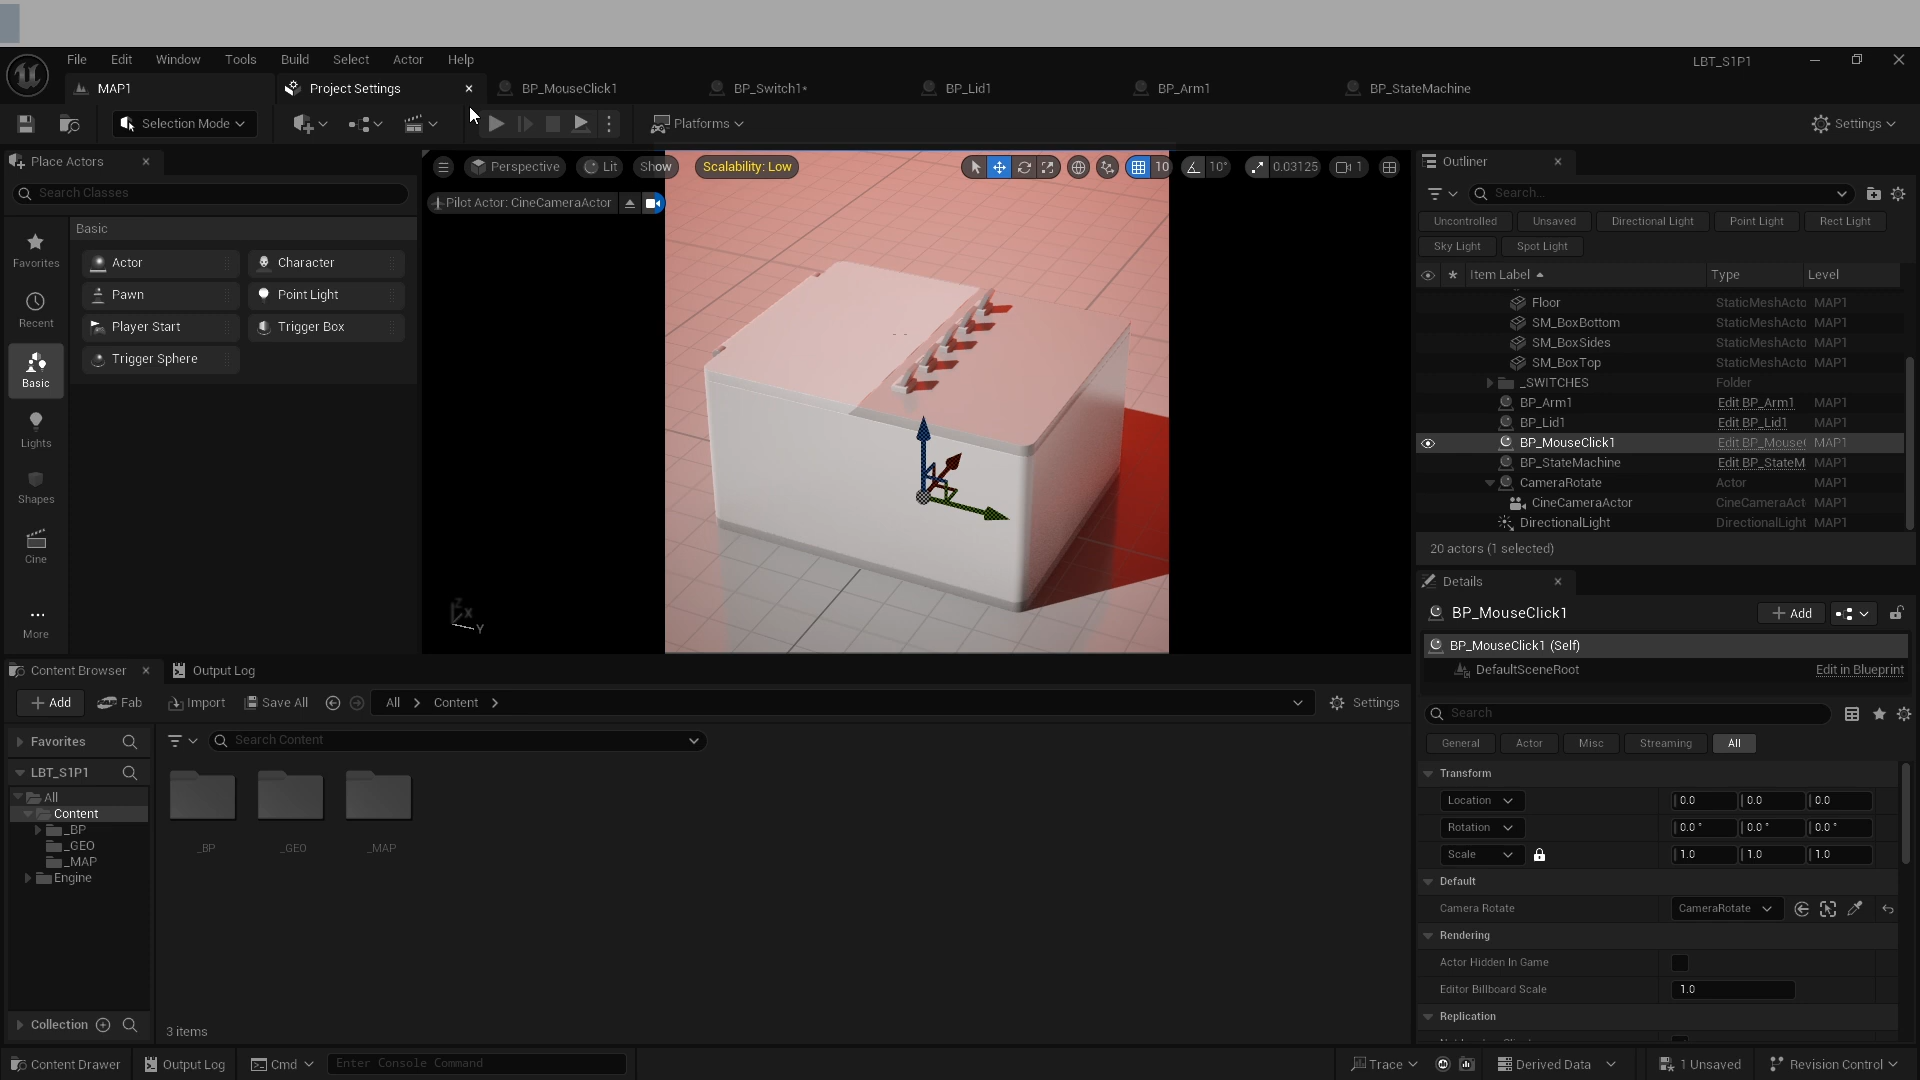 File Edit Window Tools Build Select Actor Help
LBT_S1P1
MAP1
Project Settings
BP_MouseClick1
BP_Switch1*
BP_Lid1
BP_Arm1
BP_StateMachine
Selection Mode
Platforms
Settings
Place Actors
Search Classes
Basic
Favorites
Recent
Basic
Lights
Shapes
Cine
More
Actor
Character
Pawn
Point Light
Player Start
Trigger Box
Trigger Sphere
Perspective
Lit
Show
Scalability: Low
10
10°
0.03125
1
Pilot Actor: CineCameraActor
Z X
Y
Outliner
Search...
Uncontrolled
Unsaved
Directional Light
Point Light
Rect Light
Sky Light
Spot Light
Item Label
Type
Level
Floor StaticMeshActo MAP1
SM_BoxBottom StaticMeshActo MAP1
SM_BoxSides StaticMeshActo MAP1
SM_BoxTop StaticMeshActo MAP1
_SWITCHES Folder
BP_Arm1 Edit BP_Arm1 MAP1
BP_Lid1 Edit BP_Lid1 MAP1
BP_MouseClick1 Edit BP_Mouse( MAP1
BP_StateMachine Edit BP_StateM MAP1
CameraRotate Actor MAP1
CineCameraActor CineCameraAct MAP1
DirectionalLight DirectionalLight MAP1
20 actors (1 selected)
Details
BP_MouseClick1
Add
BP_MouseClick1 (Self)
DefaultSceneRoot
Edit in Blueprint
Search
General
Actor
Misc
Streaming
All
Transform
Location 0.0 0.0 0.0
Rotation 0.0 ° 0.0 ° 0.0 °
Scale 1.0 1.0 1.0
Default
Camera Rotate CameraRotate
Rendering
Actor Hidden In Game
Editor Billboard Scale 1.0
Replication
Content Browser
Output Log
Add
Fab
Import
Save All
All
Content
Settings
Favorites
LBT_S1P1
All
Content
_BP
_GEO
_MAP
Engine
Collection
Search Content
_BP
_GEO
_MAP
3 items
Content Drawer
Output Log
Cmd
Enter Console Command
Trace
Derived Data
1 Unsaved
Revision Control